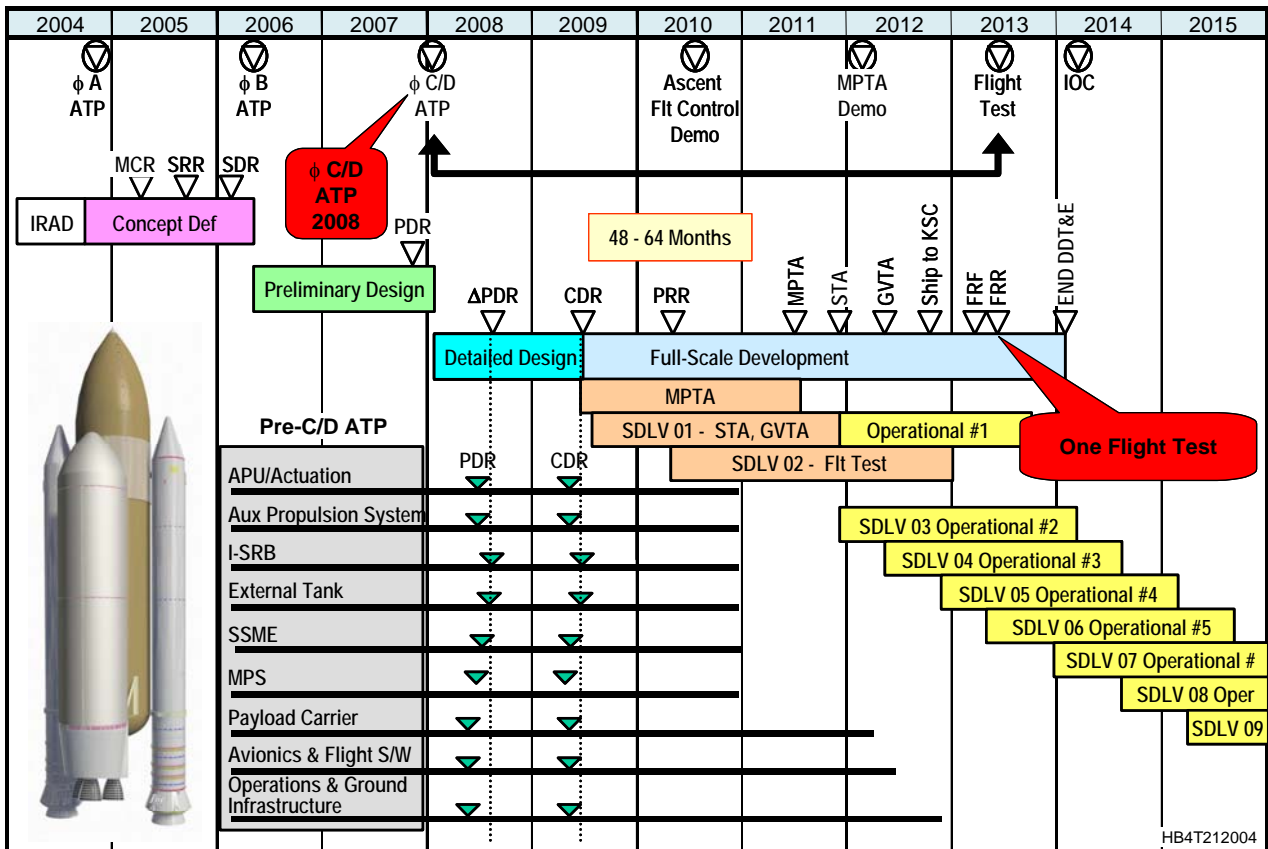 2004 2005 2006 2007 2008 2009 2010 2011 2012 2013 2014 2015
ϕ A
ATP
ϕ B
ATP
ϕ C/D
ATP
Ascent
Flt Control
Demo
MPTA
Demo
Flight
Test
IOC
MCR SRR SDR
ϕ C/D
ATP
2008
IRAD Concept Def
PDR
48 - 64 Months
Preliminary Design
ΔPDR CDR PRR MPTA STA GVTA Ship to KSC FRF FRR END DDT&E
Detailed Design Full-Scale Development
MPTA
SDLV 01 - STA, GVTA Operational #1
One Flight Test
SDLV 02 - Flt Test
Pre-C/D ATP
PDR CDR
APU/Actuation
Aux Propulsion System
I-SRB
External Tank
SSME
MPS
Payload Carrier
Avionics & Flight S/W
Operations & Ground
Infrastructure
SDLV 03 Operational #2
SDLV 04 Operational #3
SDLV 05 Operational #4
SDLV 06 Operational #5
SDLV 07 Operational #
SDLV 08 Oper
SDLV 09
HB4T212004